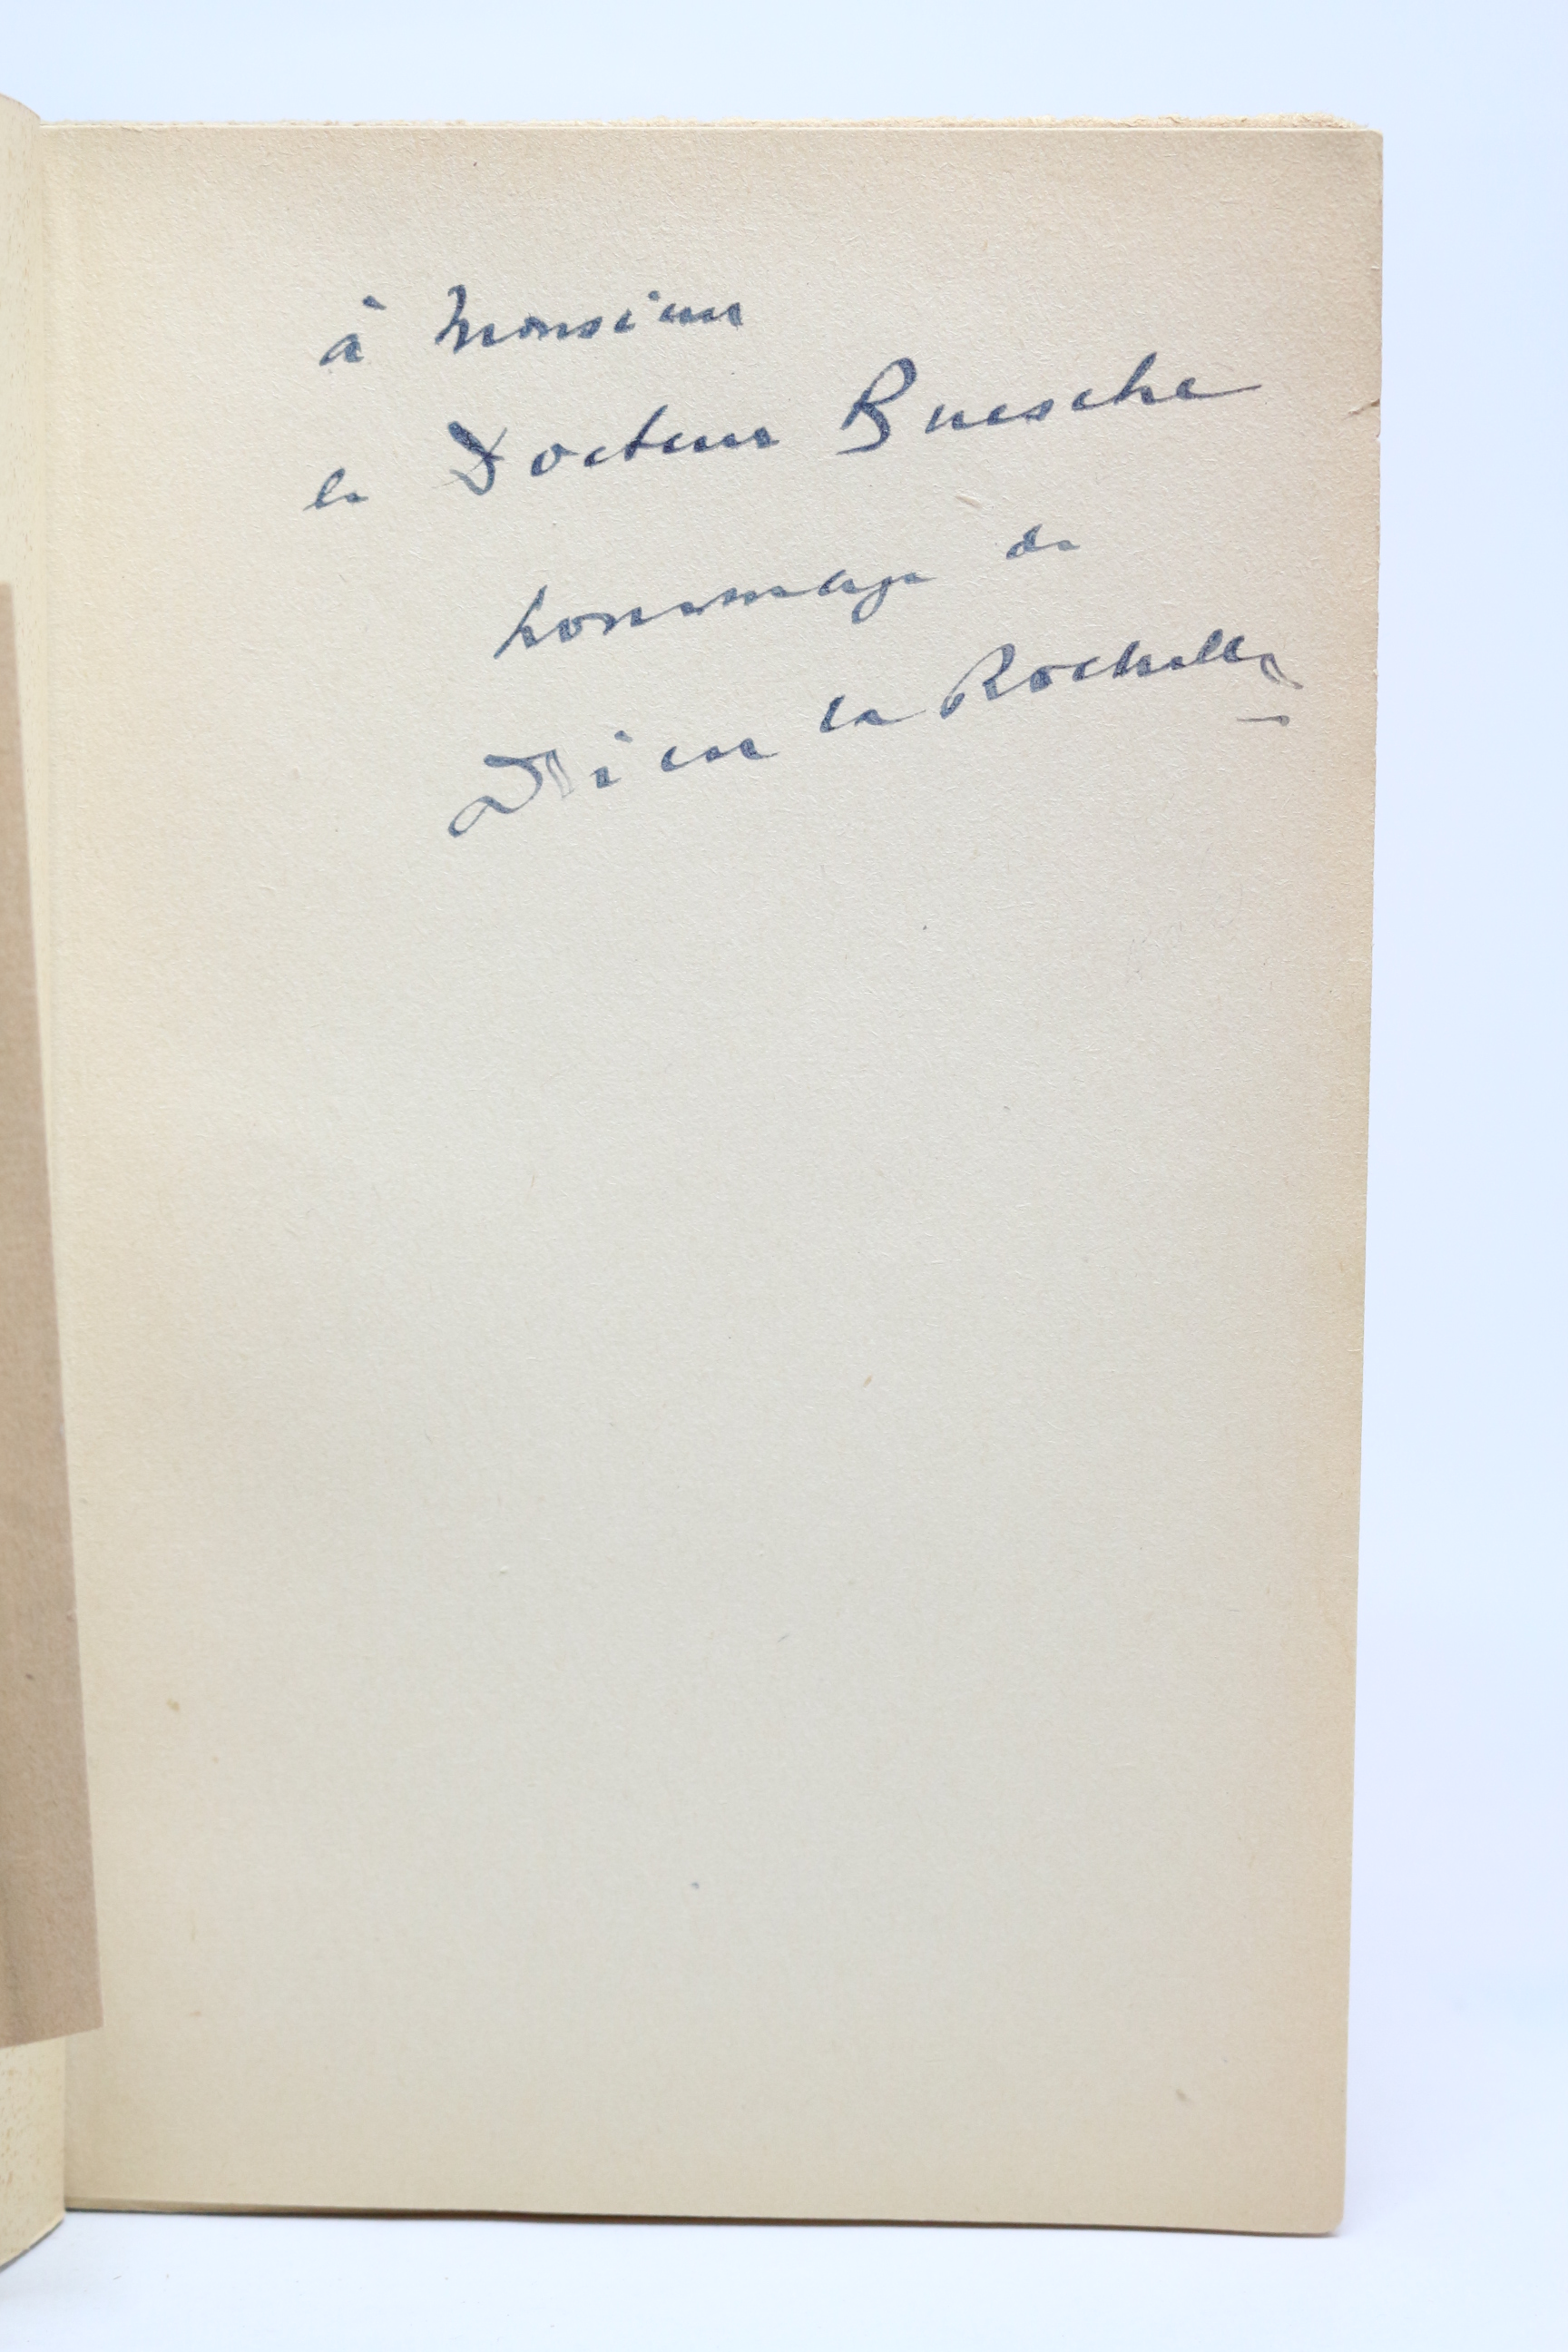 à Monsieur
le Docteur Buesche
hommage de
Drieu la Rochelle